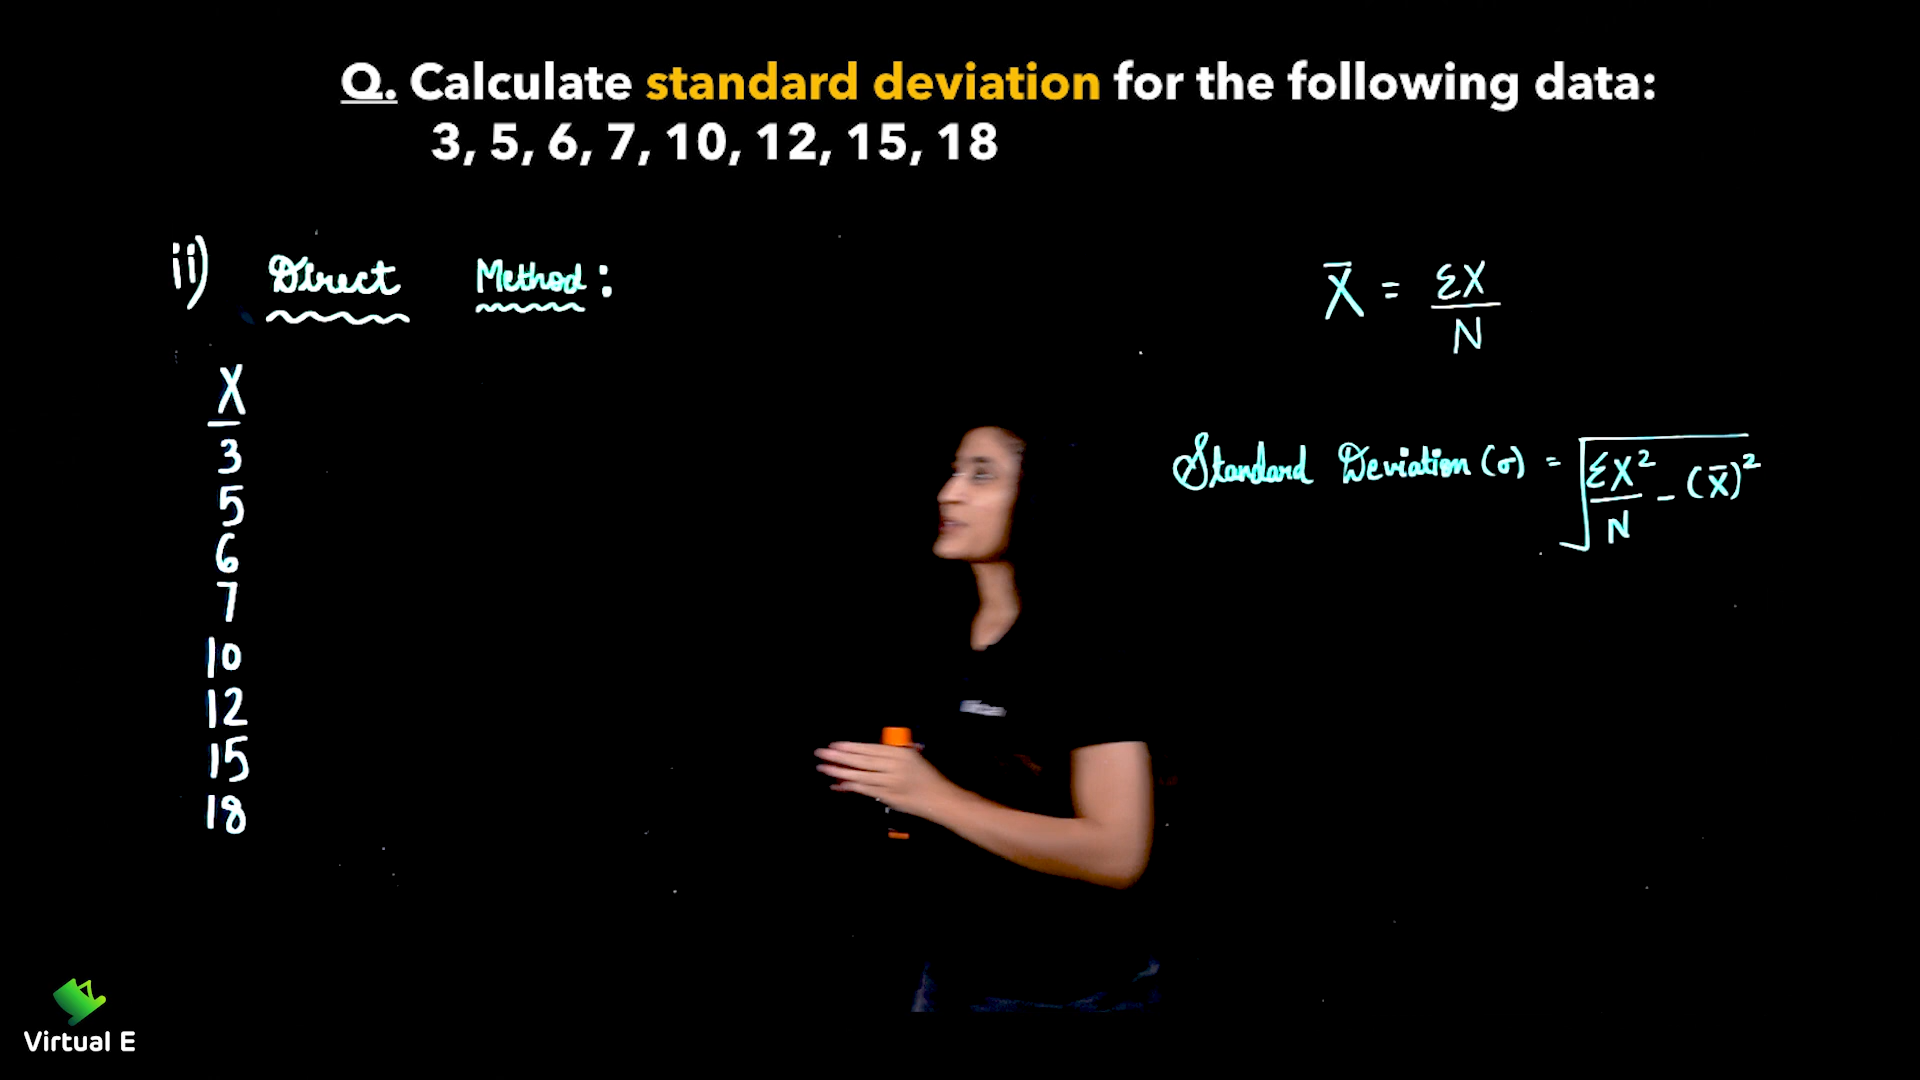 Q. Calculate standard deviation for the following data:
3, 5, 6, 7, 10, 12, 15, 18
ii) Direct Method :
X
3
5
6
7
10
12
15
18
X̄ = ΣX / N
Standard Deviation (σ) = √(ΣX² / N - (X̄)²)
Virtual E